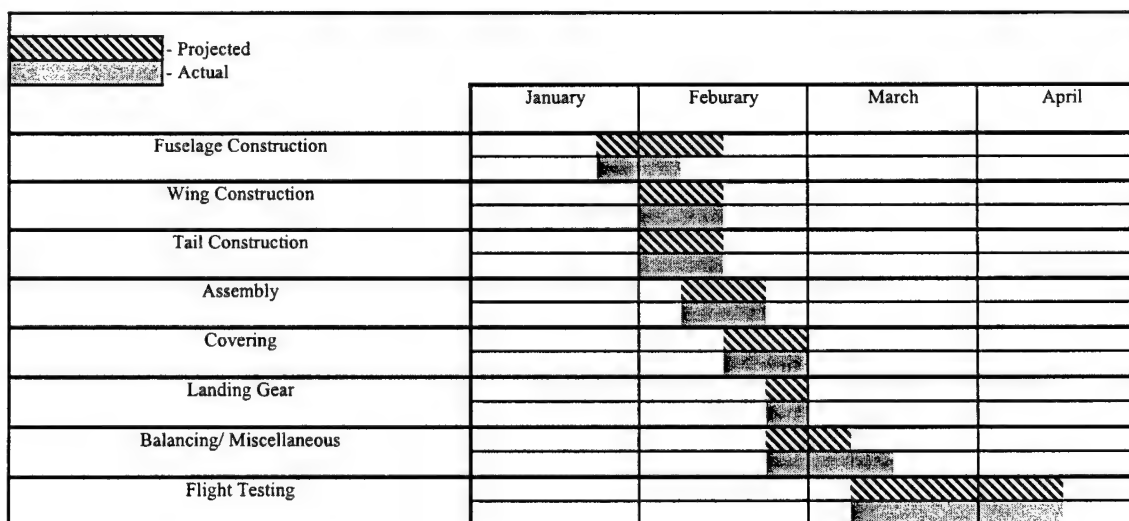 - Projected
- Actual
January Feburary March April
Fuselage Construction
Wing Construction
Tail Construction
Assembly
Covering
Landing Gear
Balancing/ Miscellaneous
Flight Testing